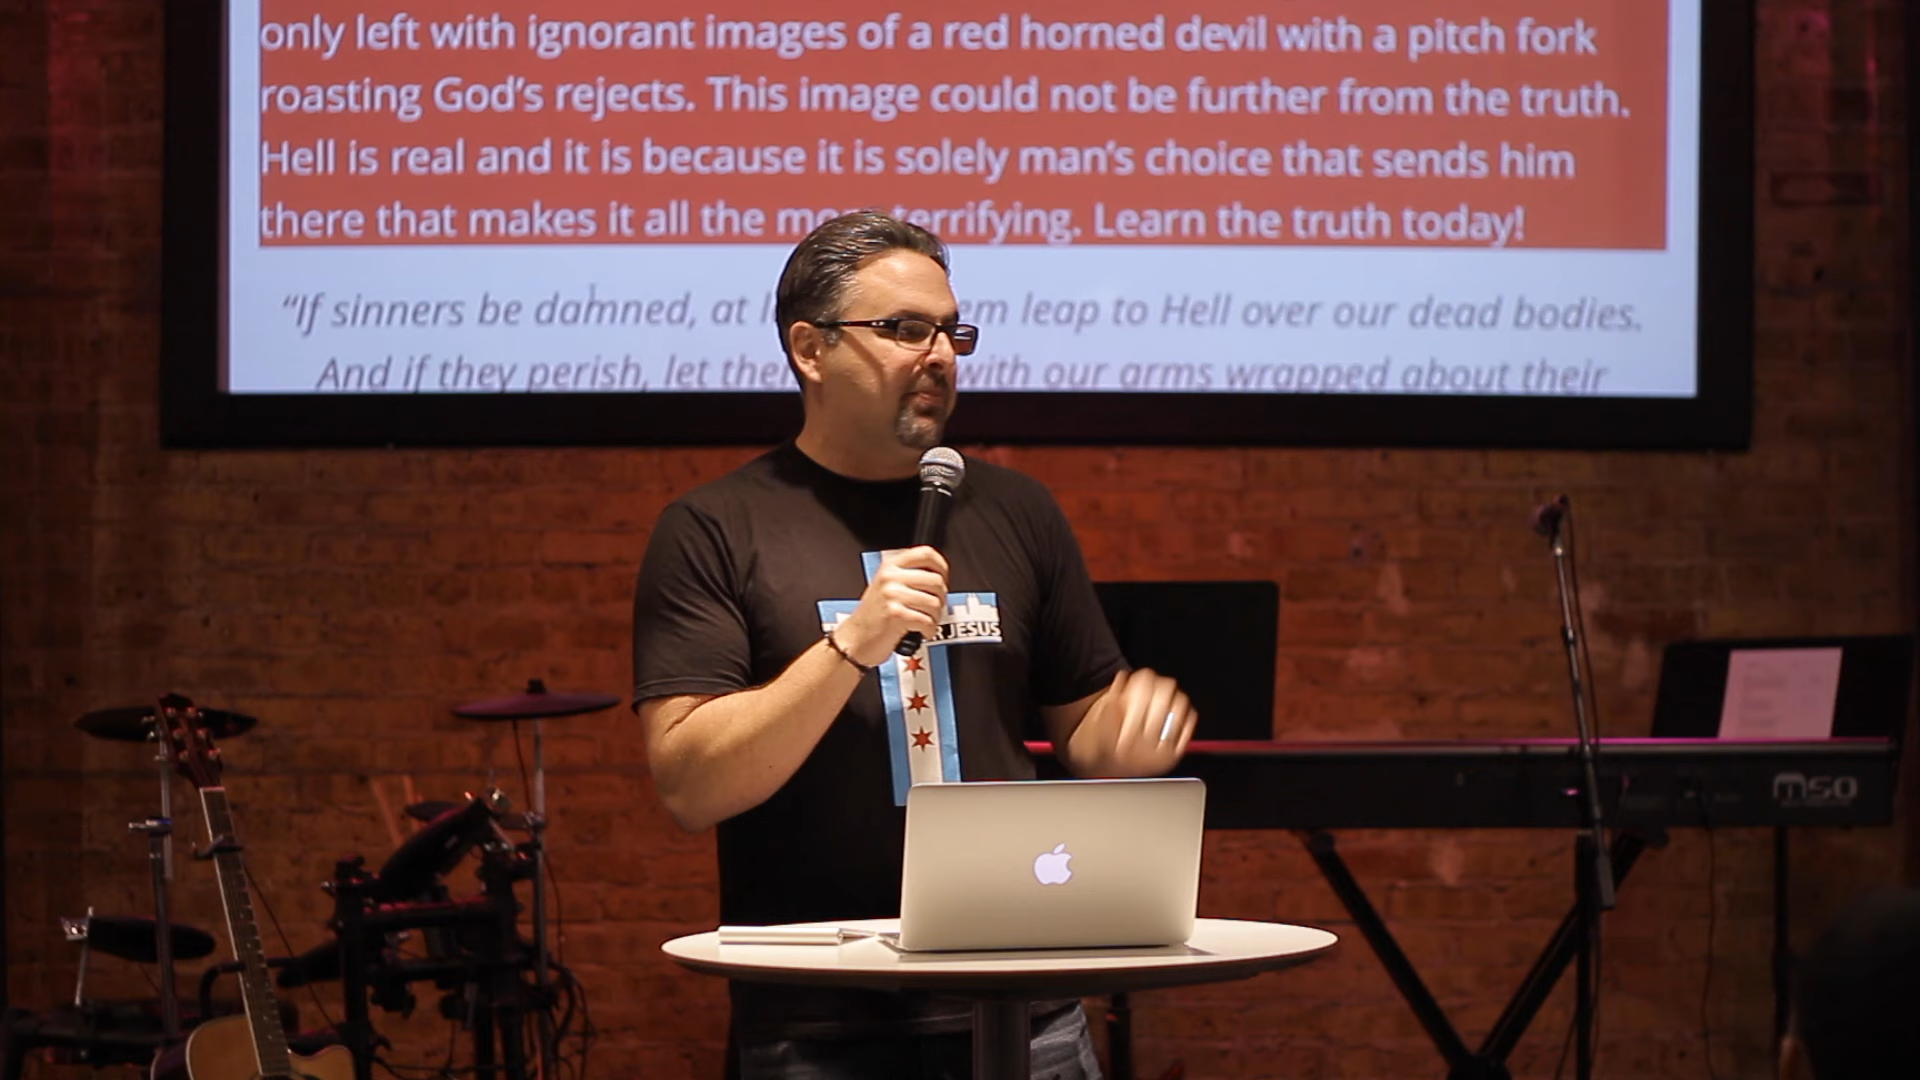 only left with ignorant images of a red horned devil with a pitch fork
roasting God's rejects. This image could not be further from the truth.
Hell is real and it is because it is solely man's choice that sends him
there that makes it all the terrifying. Learn the truth today!
“If sinners be damned, at em leap to Hell over our dead bodies.
And if they perish, let with our arms wrapped about their
R JESUS
M50